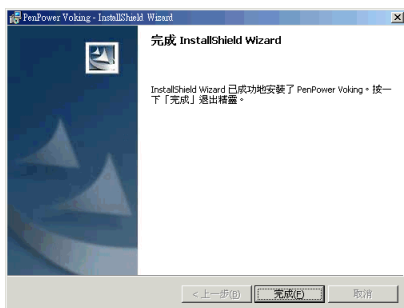 PenPower Voking - InstallShield Wizard
完成 InstallShield Wizard
InstallShield Wizard 已成功地安裝了 PenPower Voking。按一
下「完成」退出精靈。
<上一步(B)
完成(F)
取消